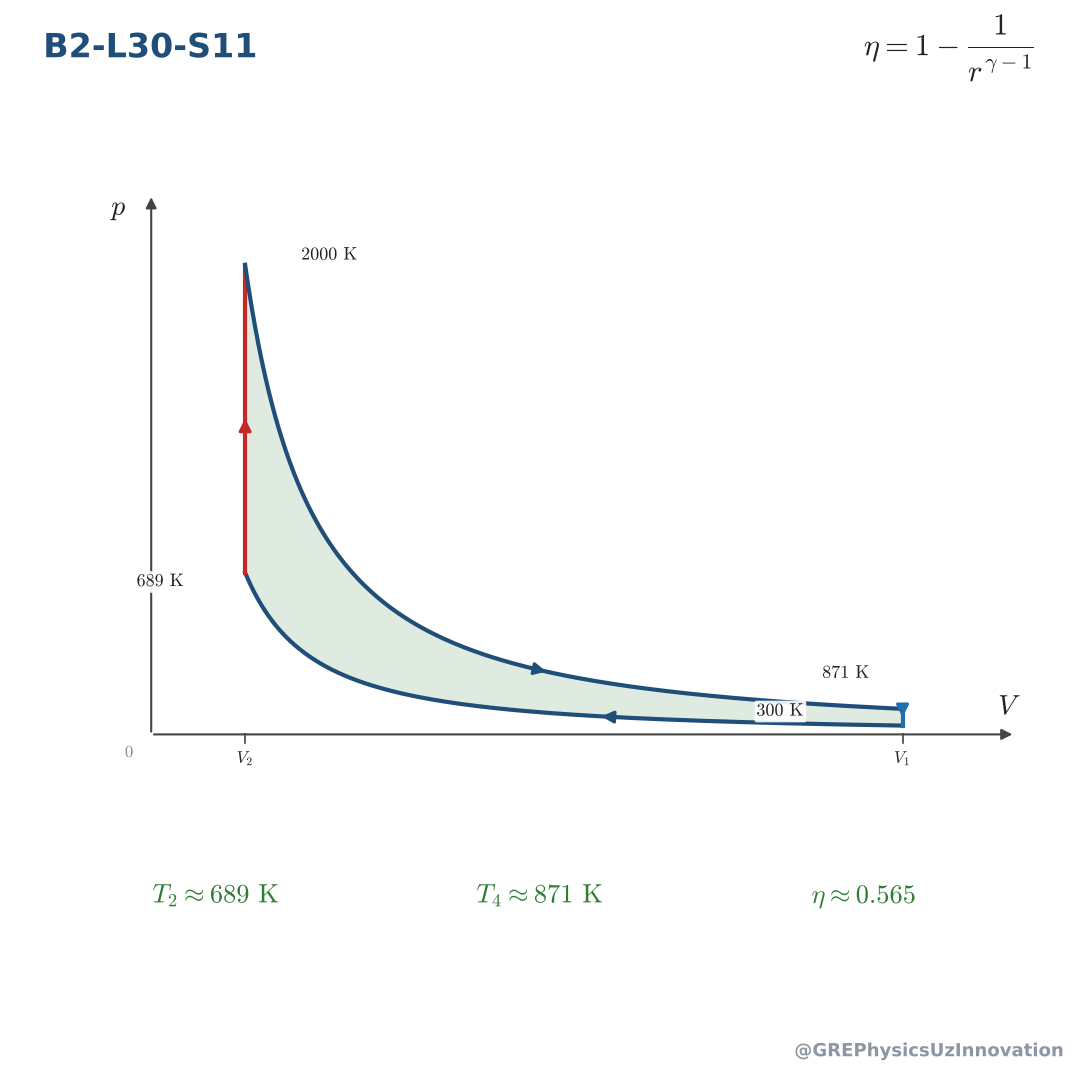 B2-L30-S11
η = 1 − 1/r^{γ − 1}
p
2000 K
689 K
871 K
300 K
V
0
V₂
V₁
T₂ ≈ 689 K
T₄ ≈ 871 K
η ≈ 0.565
@GREPhysicsUzInnovation